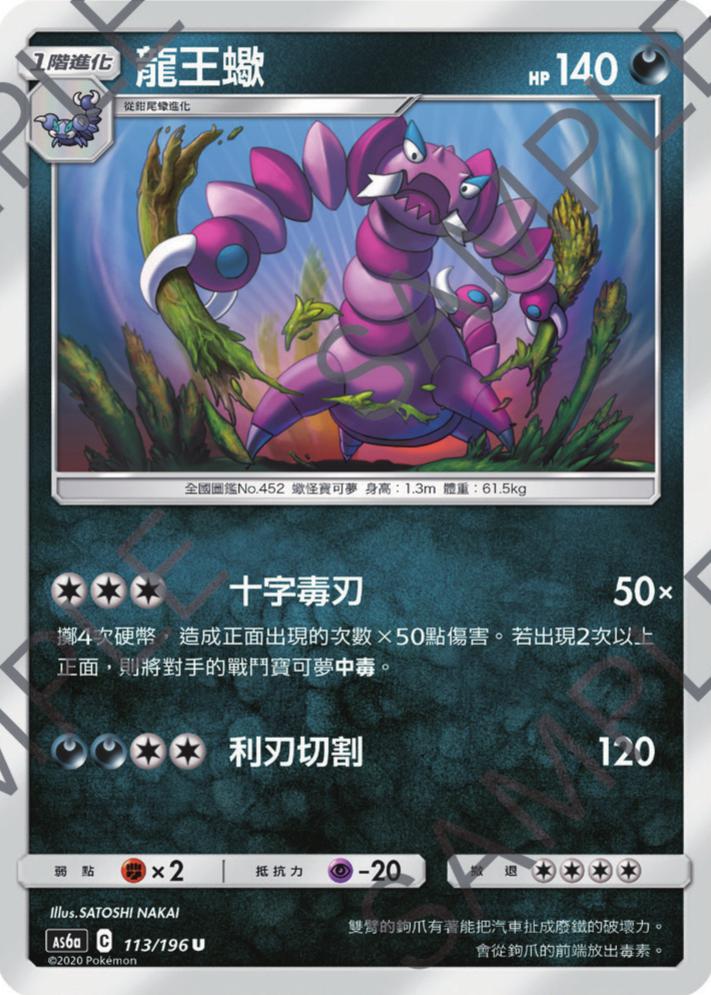 1階進化
龍王蠍
HP 140
從鉗尾蠍進化
全國圖鑑No.452 蠍怪寶可夢 身高：1.3m 體重：61.5kg
十字毒刃 50×
擲4次硬幣，造成正面出現的次數×50點傷害。若出現2次以上
正面，則將對手的戰鬥寶可夢中毒。
利刃切割 120
弱點 ×2 抵抗力 -20 撤退
Illus.SATOSHI NAKAI
AS6a C 113/196 U
©2020 Pokémon
雙臂的鉤爪有著能把汽車扯成廢鐵的破壞力。
會從鉤爪的前端放出毒素。
SAMPLE